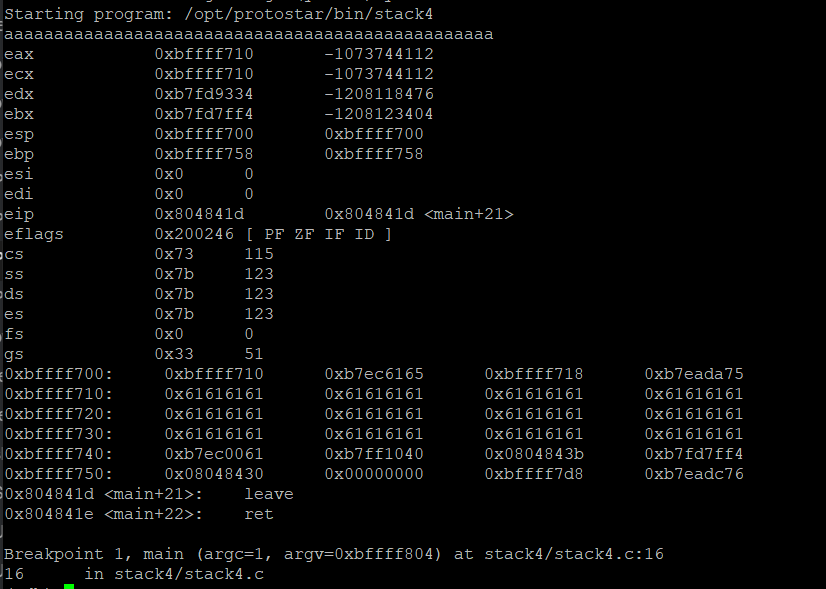 Starting program: /opt/protostar/bin/stack4
aaaaaaaaaaaaaaaaaaaaaaaaaaaaaaaaaaaaaaaaaaaaaaaaa
eax 0xbffff710 -1073744112
ecx 0xbffff710 -1073744112
edx 0xb7fd9334 -1208118476
ebx 0xb7fd7ff4 -1208123404
esp 0xbffff700 0xbffff700
ebp 0xbffff758 0xbffff758
esi 0x0 0
edi 0x0 0
eip 0x804841d 0x804841d <main+21>
eflags 0x200246 [ PF ZF IF ID ]
cs 0x73 115
ss 0x7b 123
ds 0x7b 123
es 0x7b 123
fs 0x0 0
gs 0x33 51
0xbffff700: 0xbffff710 0xb7ec6165 0xbffff718 0xb7eada75
0xbffff710: 0x61616161 0x61616161 0x61616161 0x61616161
0xbffff720: 0x61616161 0x61616161 0x61616161 0x61616161
0xbffff730: 0x61616161 0x61616161 0x61616161 0x61616161
0xbffff740: 0xb7ec0061 0xb7ff1040 0x0804843b 0xb7fd7ff4
0xbffff750: 0x08048430 0x00000000 0xbffff7d8 0xb7eadc76
0x804841d <main+21>: leave
0x804841e <main+22>: ret
Breakpoint 1, main (argc=1, argv=0xbffff804) at stack4/stack4.c:16
16 in stack4/stack4.c